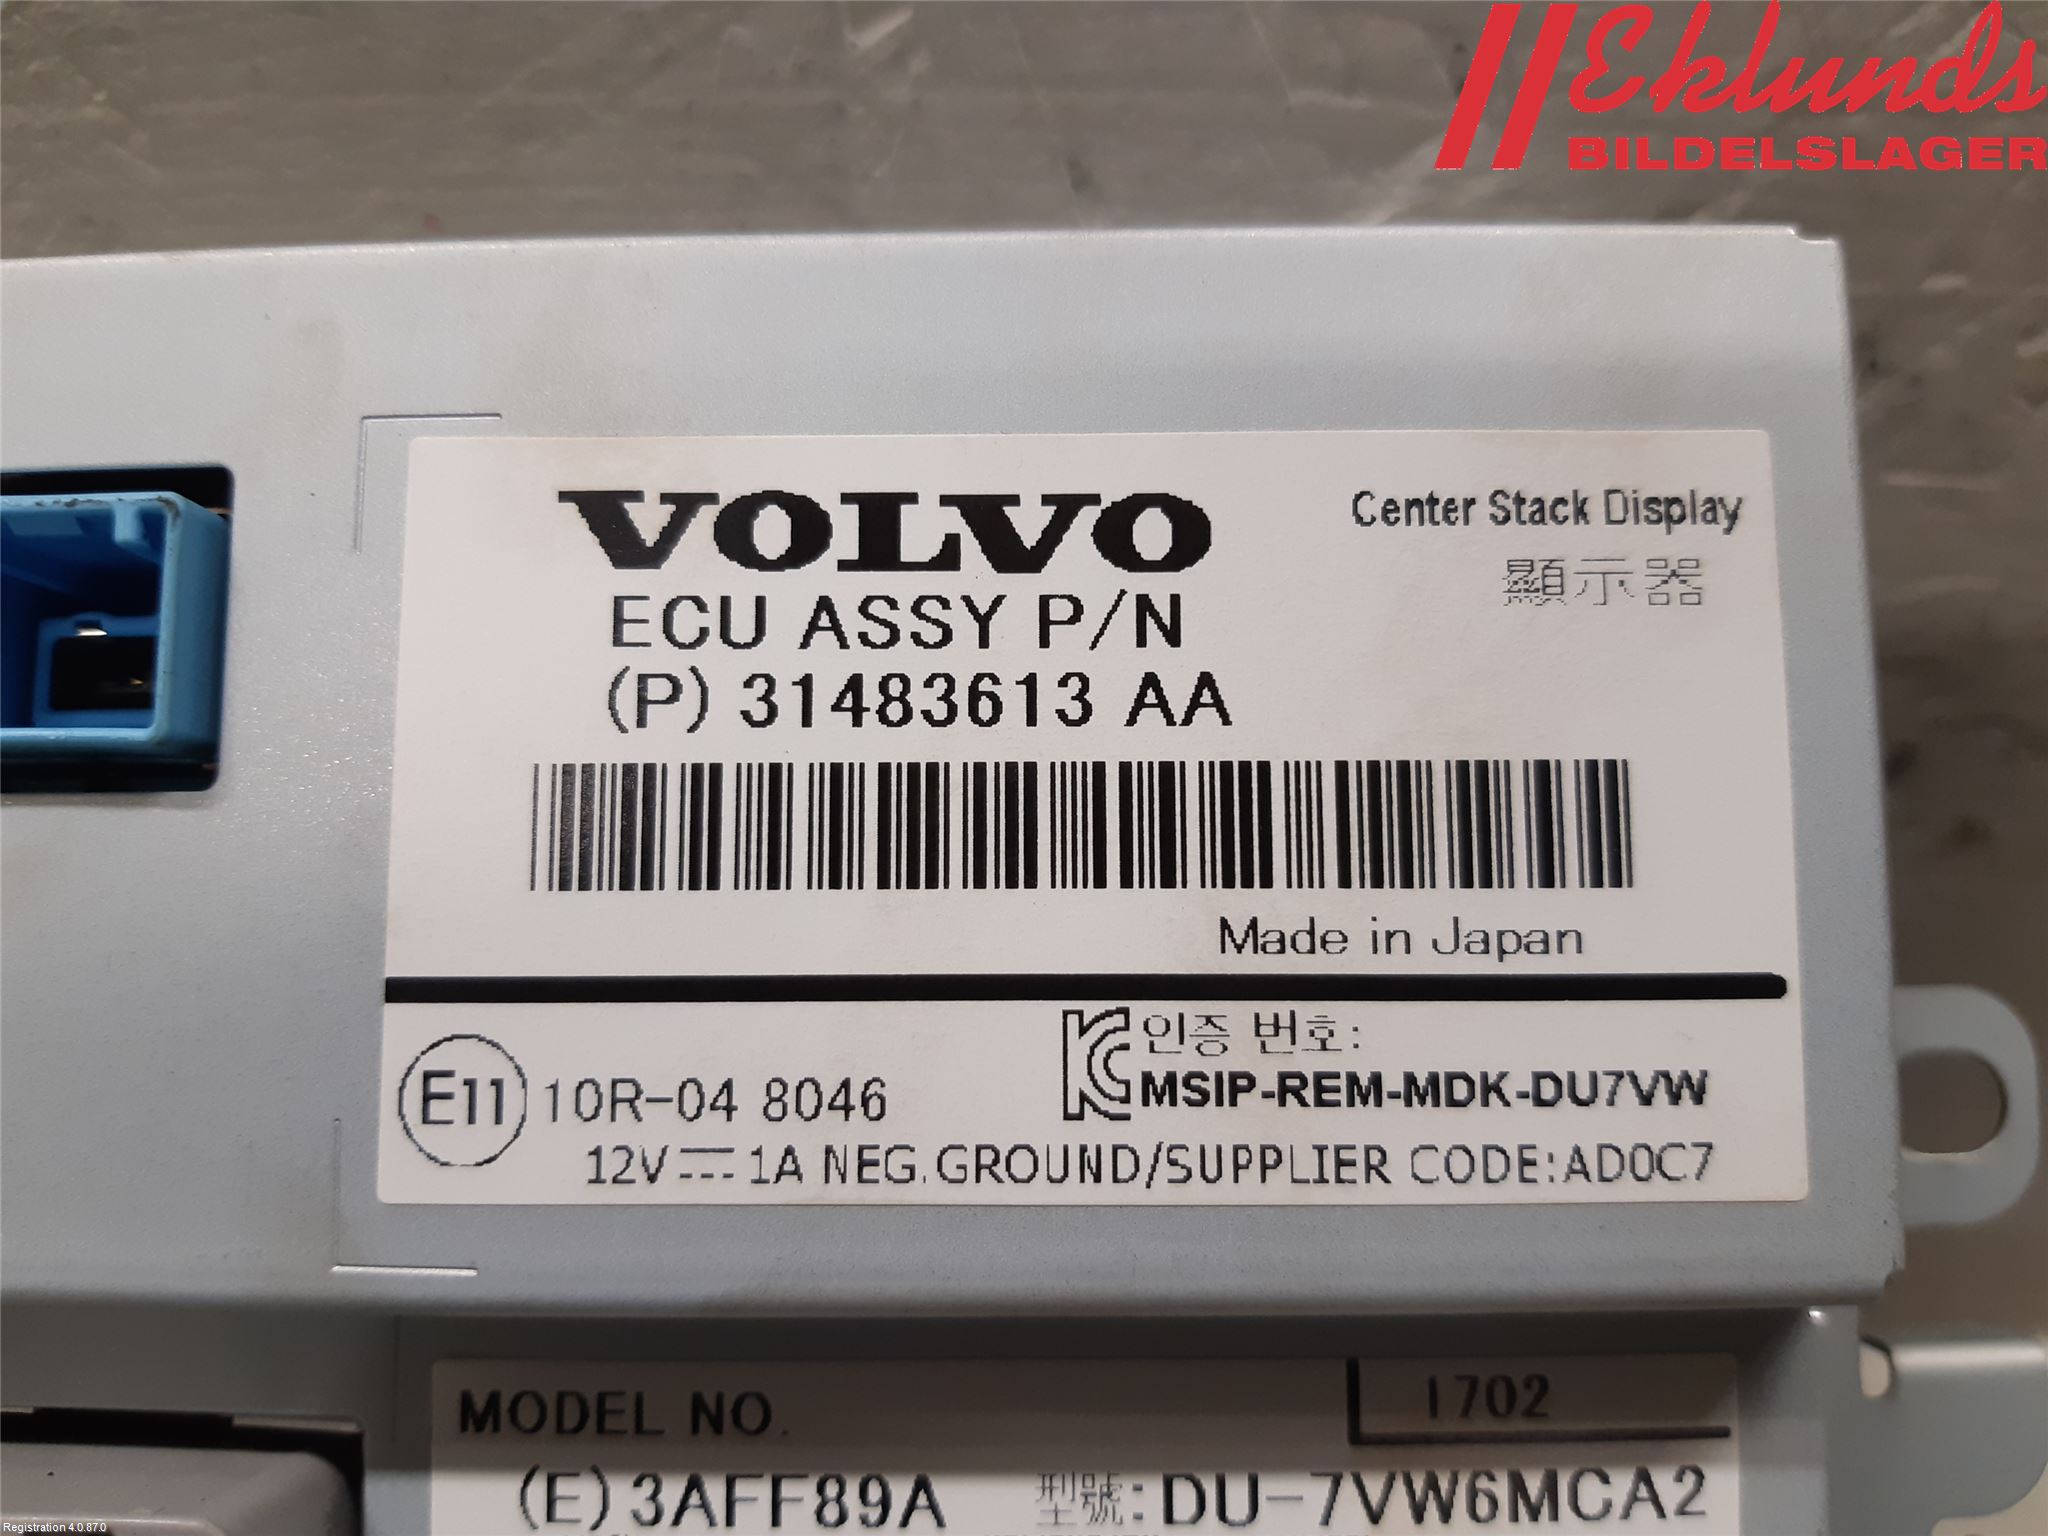 Eklunds
BILDELSLAGER
VOLVO
Center Stack Display
顯示器
ECU ASSY P/N
(P) 31483613 AA
Made in Japan
E11 10R-04 8046
KC 인증 번호:
MSIP-REM-MDK-DU7VW
12V 1A NEG.GROUND/SUPPLIER CODE:AD0C7
MODEL NO. 1702
(E)3AFF89A 型號:DU-7VW6MCA2
Registration 4.0.87.0